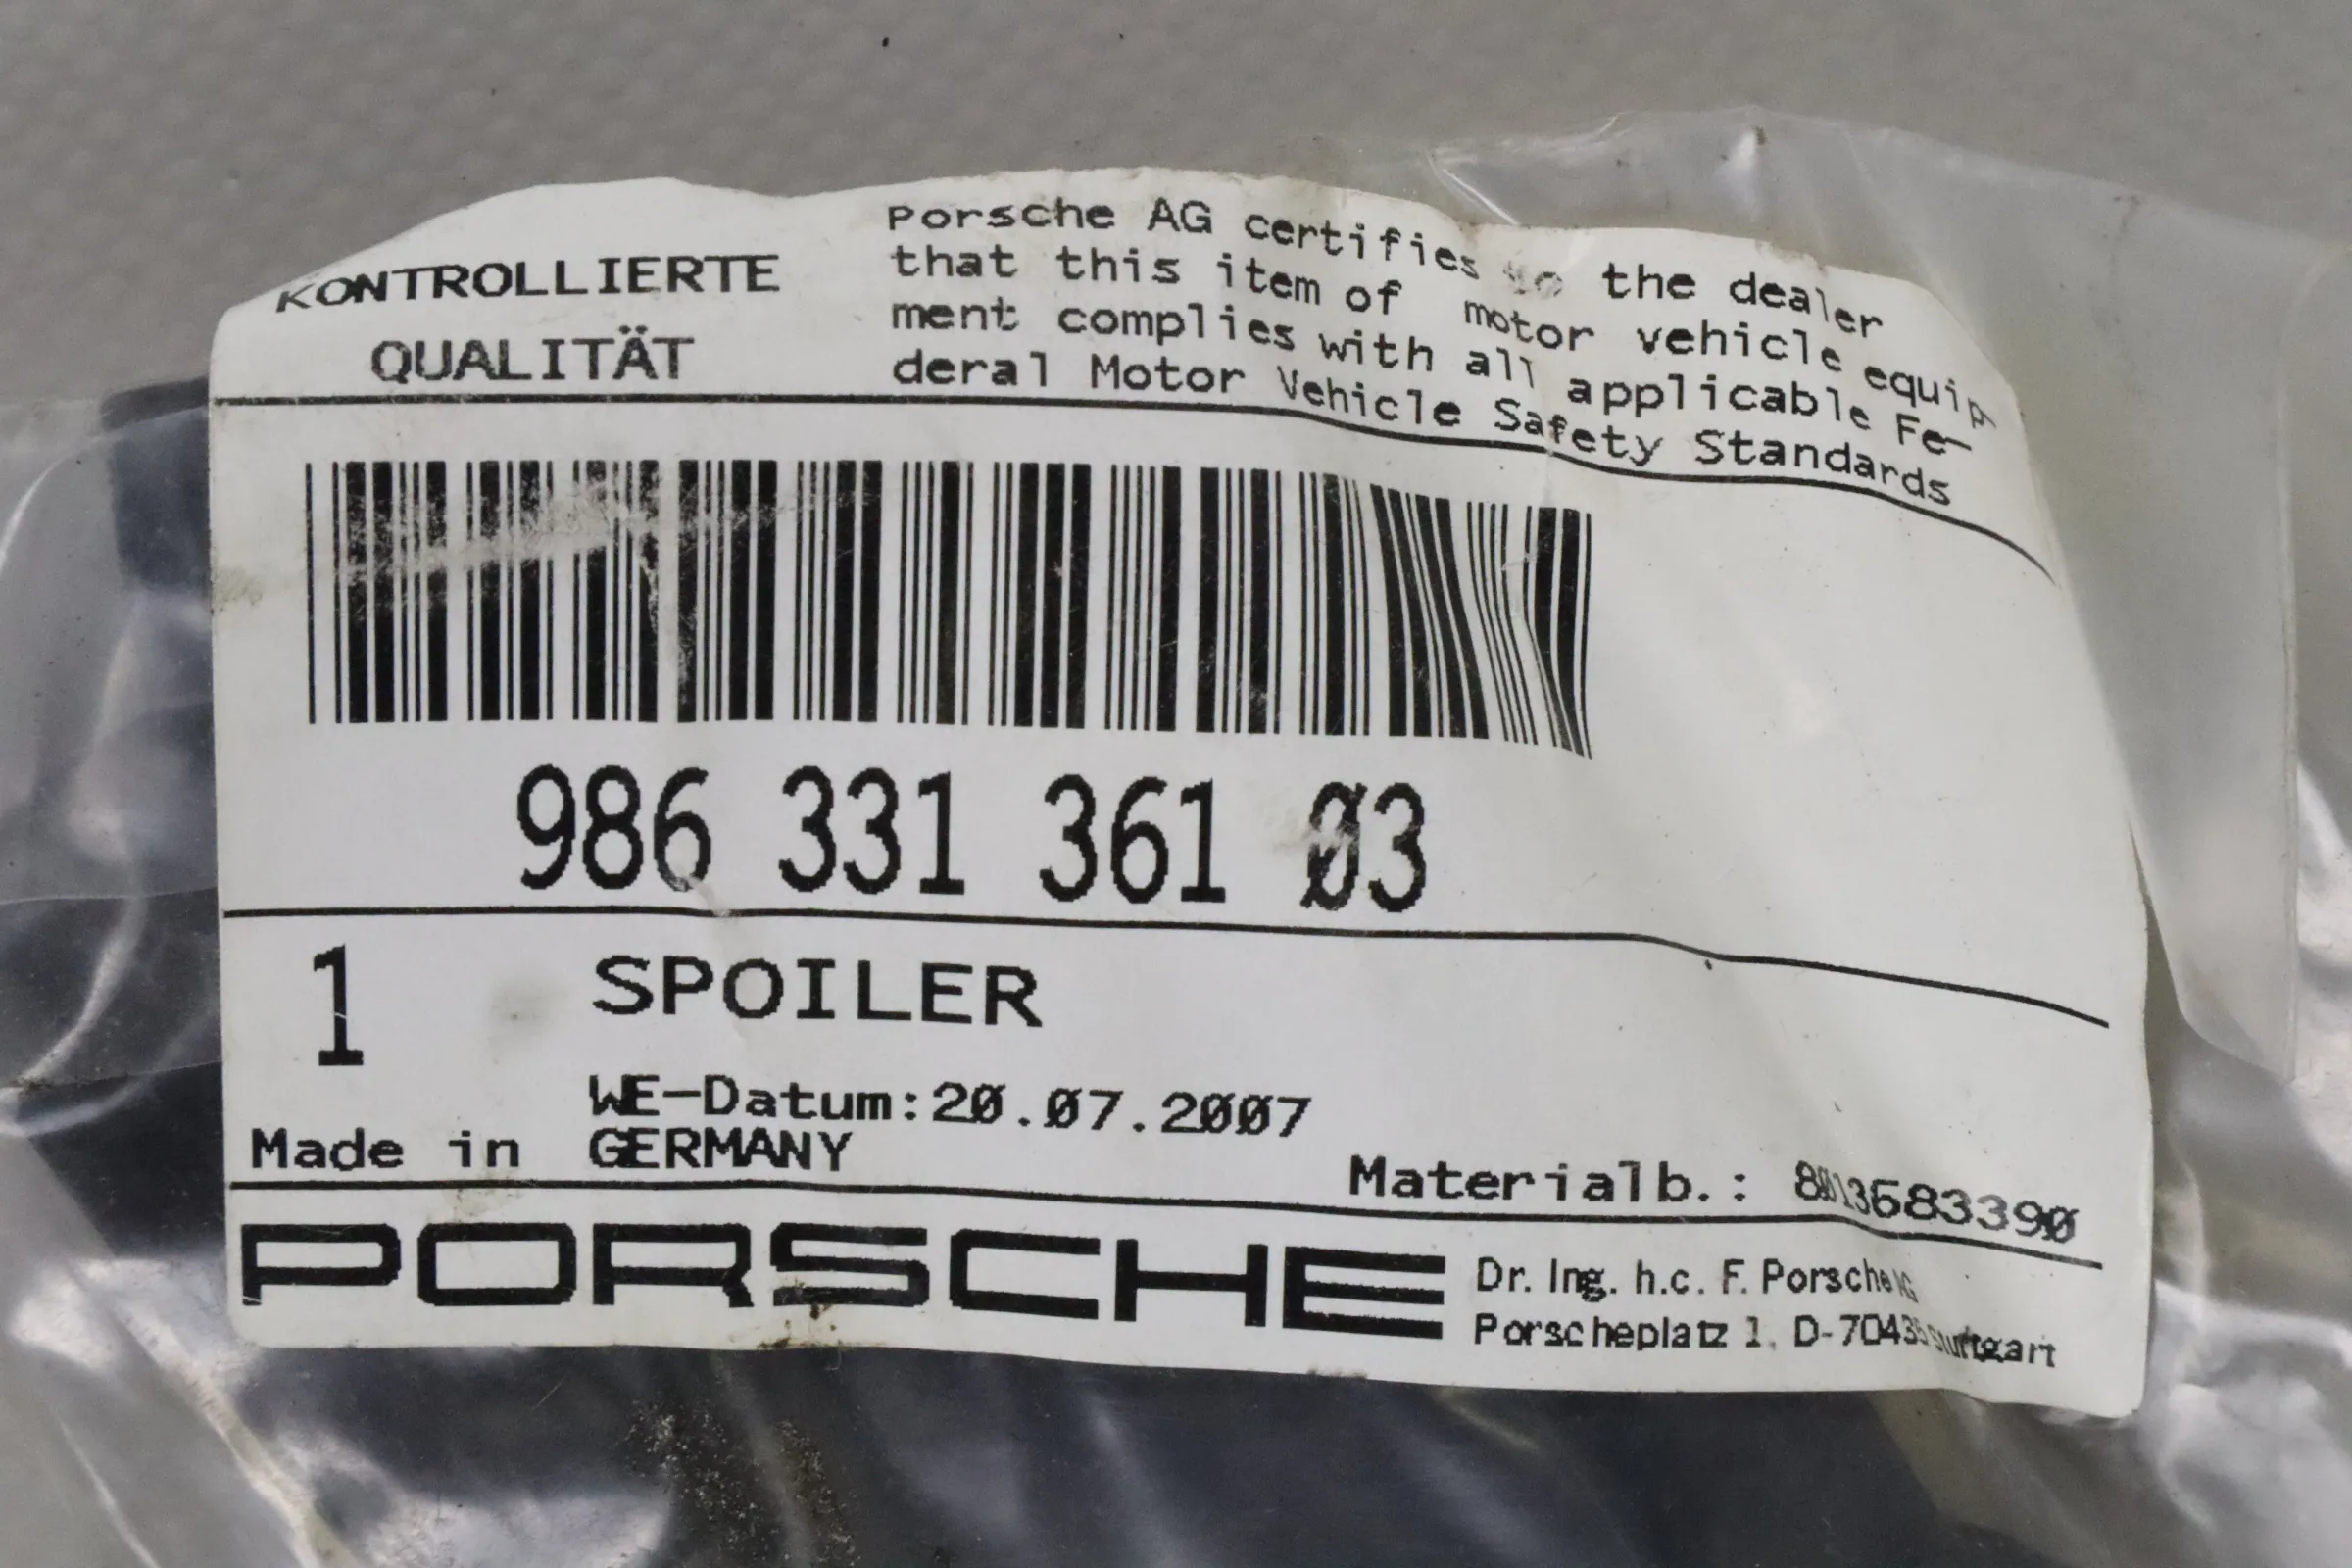 KONTROLLIERTE
QUALITÄT
Porsche AG certifies to the dealer
that this item of motor vehicle equip
ment complies with all applicable Fe-
deral Motor Vehicle Safety Standards
986 331 361 03
1 SPOILER
WE-Datum:20.07.2007
Made in GERMANY
Materialb.: 8013683390
PORSCHE
Dr. Ing. h.c. F. Porsche AG
Porscheplatz 1, D-70435 Stuttgart